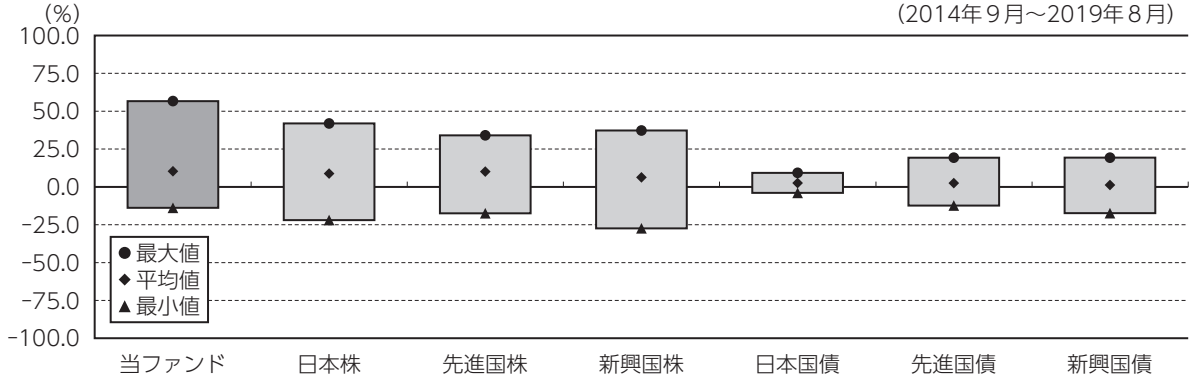 (%)
(2014年9月～2019年8月)
100.0
75.0
50.0
25.0
0.0
-25.0
-50.0
-75.0
-100.0
最大値
平均値
最小値
当ファンド 日本株 先進国株 新興国株 日本国債 先進国債 新興国債